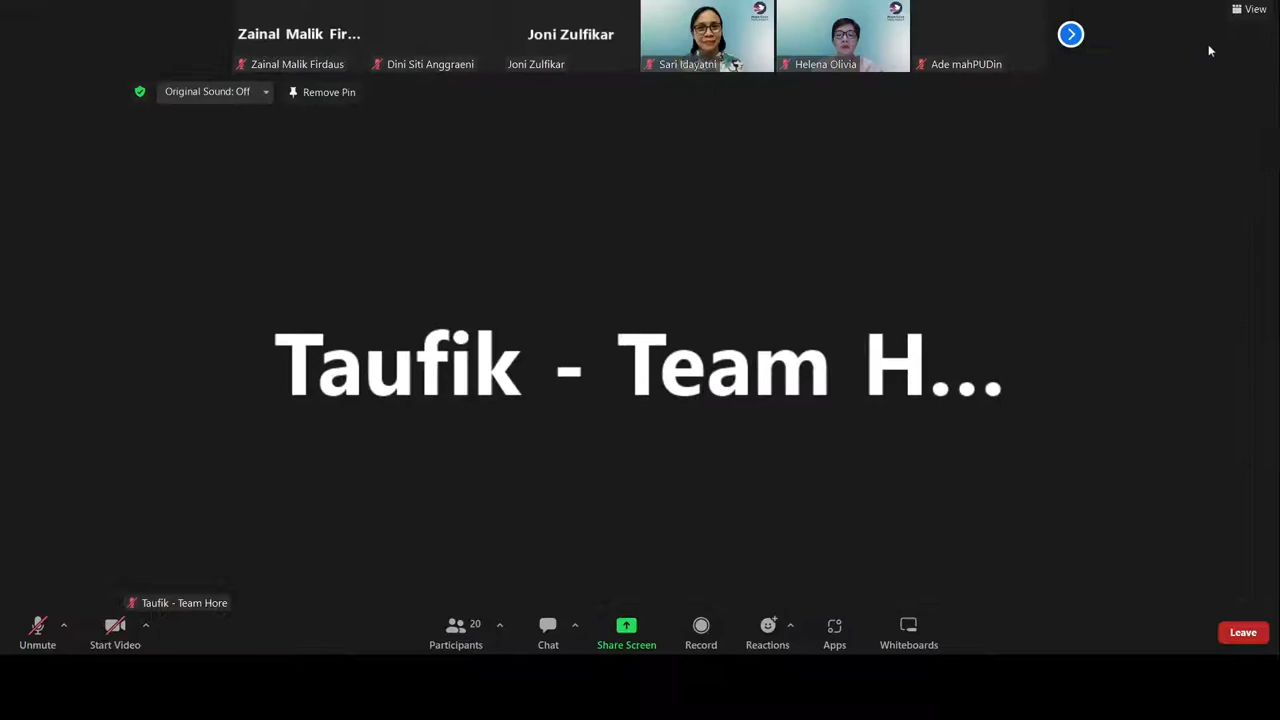 View
Zainal Malik Fir...
Joni Zulfikar
Zainal Malik Firdaus
Dini Siti Anggraeni
Joni Zulfikar
Sari Idayatni
Helena Olivia
Ade mahPUDin
Original Sound: Off
Remove Pin
Taufik - Team H...
Taufik - Team Hore
20
Unmute
Start Video
Participants
Chat
Share Screen
Record
Reactions
Apps
Whiteboards
Leave